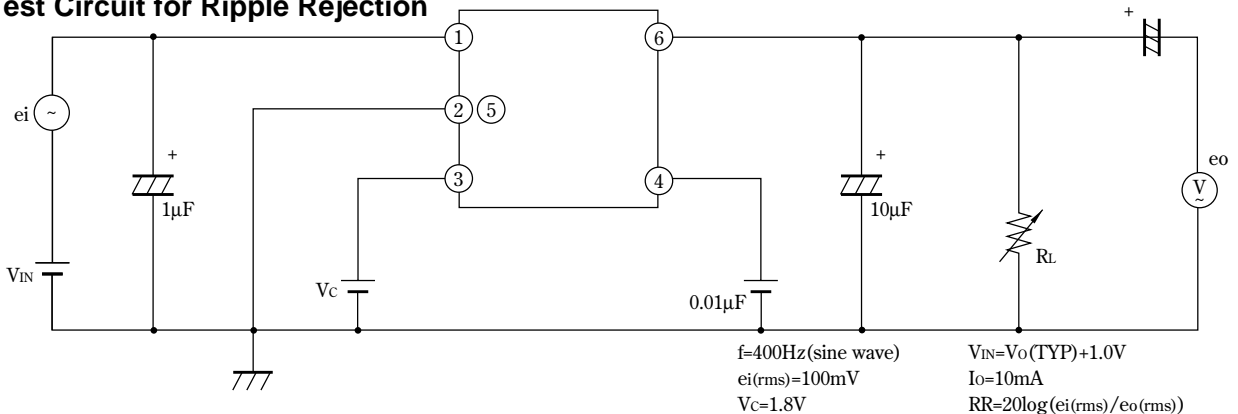 est Circuit for Ripple Rejection
+
1
6
ei
~
2
5
+
+
eo
3
4
V
~
1µF
10µF
RL
VIN
VC
0.01µF
f=400Hz(sine wave)
ei(rms)=100mV
VC=1.8V
VIN=VO(TYP)+1.0V
IO=10mA
RR=20log(ei(rms)/eo(rms))